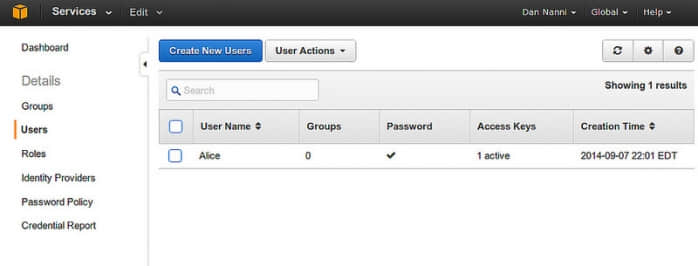 Services Edit Dan Nanni Global Help
Dashboard
Create New Users User Actions
Details
Search
Showing 1 results
Groups
Users
Roles
Identity Providers
Password Policy
Credential Report
User Name Groups Password Access Keys Creation Time
Alice 0 1 active 2014-09-07 22:01 EDT